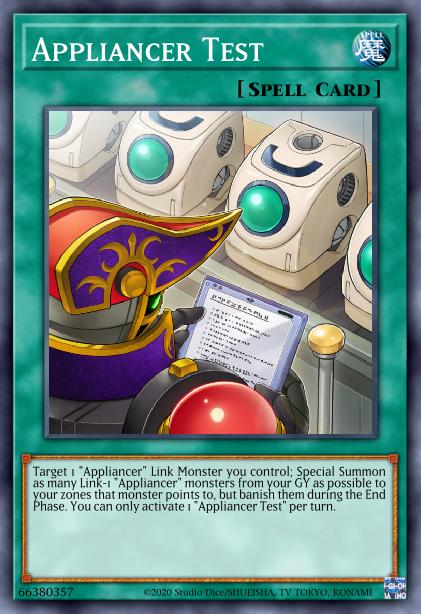 APPLIANCER TEST
SPELL
魔
[SPELL CARD]
Target 1 "Appliancer" Link Monster you control; Special Summon
as many Link-1 "Appliancer" monsters from your GY as possible to
your zones that monster points to, but banish them during the End
Phase. You can only activate 1 "Appliancer Test" per turn.
66380357
©2020 Studio Dice/SHUEISHA, TV TOKYO, KONAMI